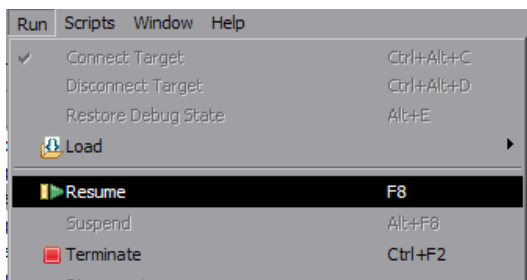 Run Scripts Window Help
Connect Target Ctrl+Alt+C
Disconnect Target Ctrl+Alt+D
Restore Debug State Alt+E
Load
Resume F8
Suspend Alt+F8
Terminate Ctrl+F2